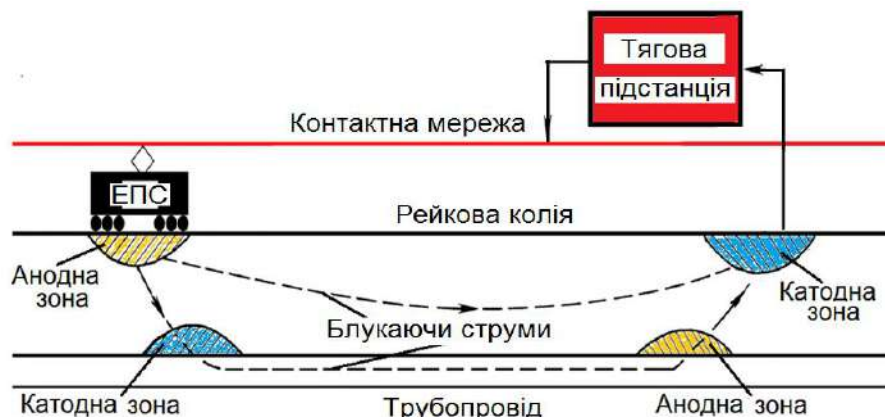 Тягова
підстанція
Контактна мережа
ЕПС
Рейкова колія
Анодна
зона
Катодна
зона
Блукаючи струми
Катодна зона
Трубопровід
Анодна зона